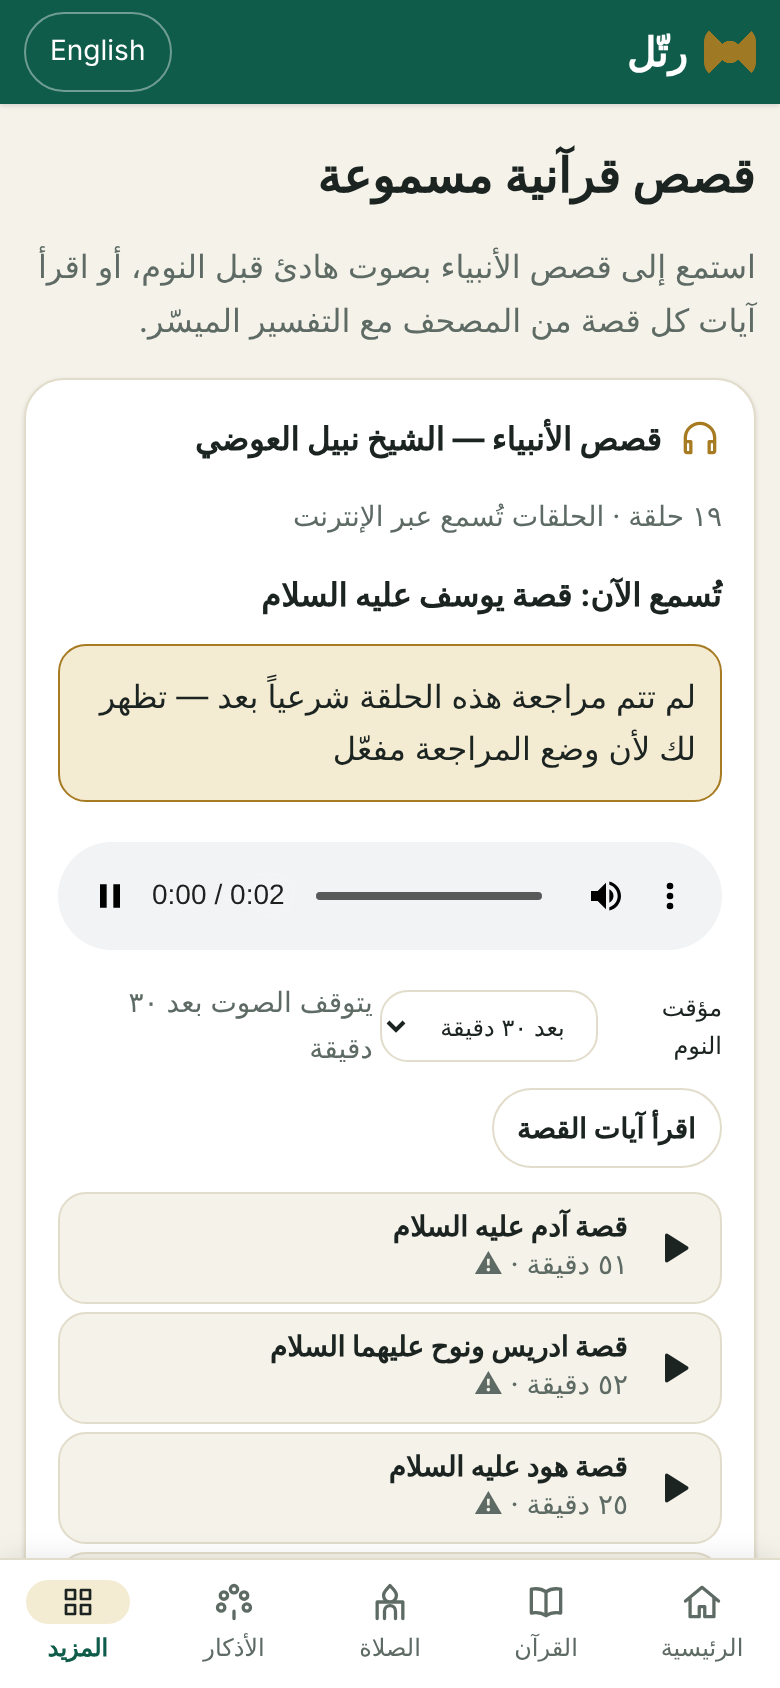 رتّل
English
قصص قرآنية مسموعة
استمع إلى قصص الأنبياء بصوت هادئ قبل النوم، أو اقرأ
آيات كل قصة من المصحف مع التفسير الميسّر.
قصص الأنبياء — الشيخ نبيل العوضي
١٩ حلقة · الحلقات تُسمع عبر الإنترنت
تُسمع الآن: قصة يوسف عليه السلام
لم تتم مراجعة هذه الحلقة شرعياً بعد — تظهر
لك لأن وضع المراجعة مفعّل
0:00 / 0:02
مؤقت
النوم
بعد ٣٠ دقيقة
يتوقف الصوت بعد ٣٠
دقيقة
اقرأ آيات القصة
قصة آدم عليه السلام
٥١ دقيقة ·
قصة ادريس ونوح عليهما السلام
٥٢ دقيقة ·
قصة هود عليه السلام
٢٥ دقيقة ·
الرئيسية
القرآن
الصلاة
الأذكار
المزيد